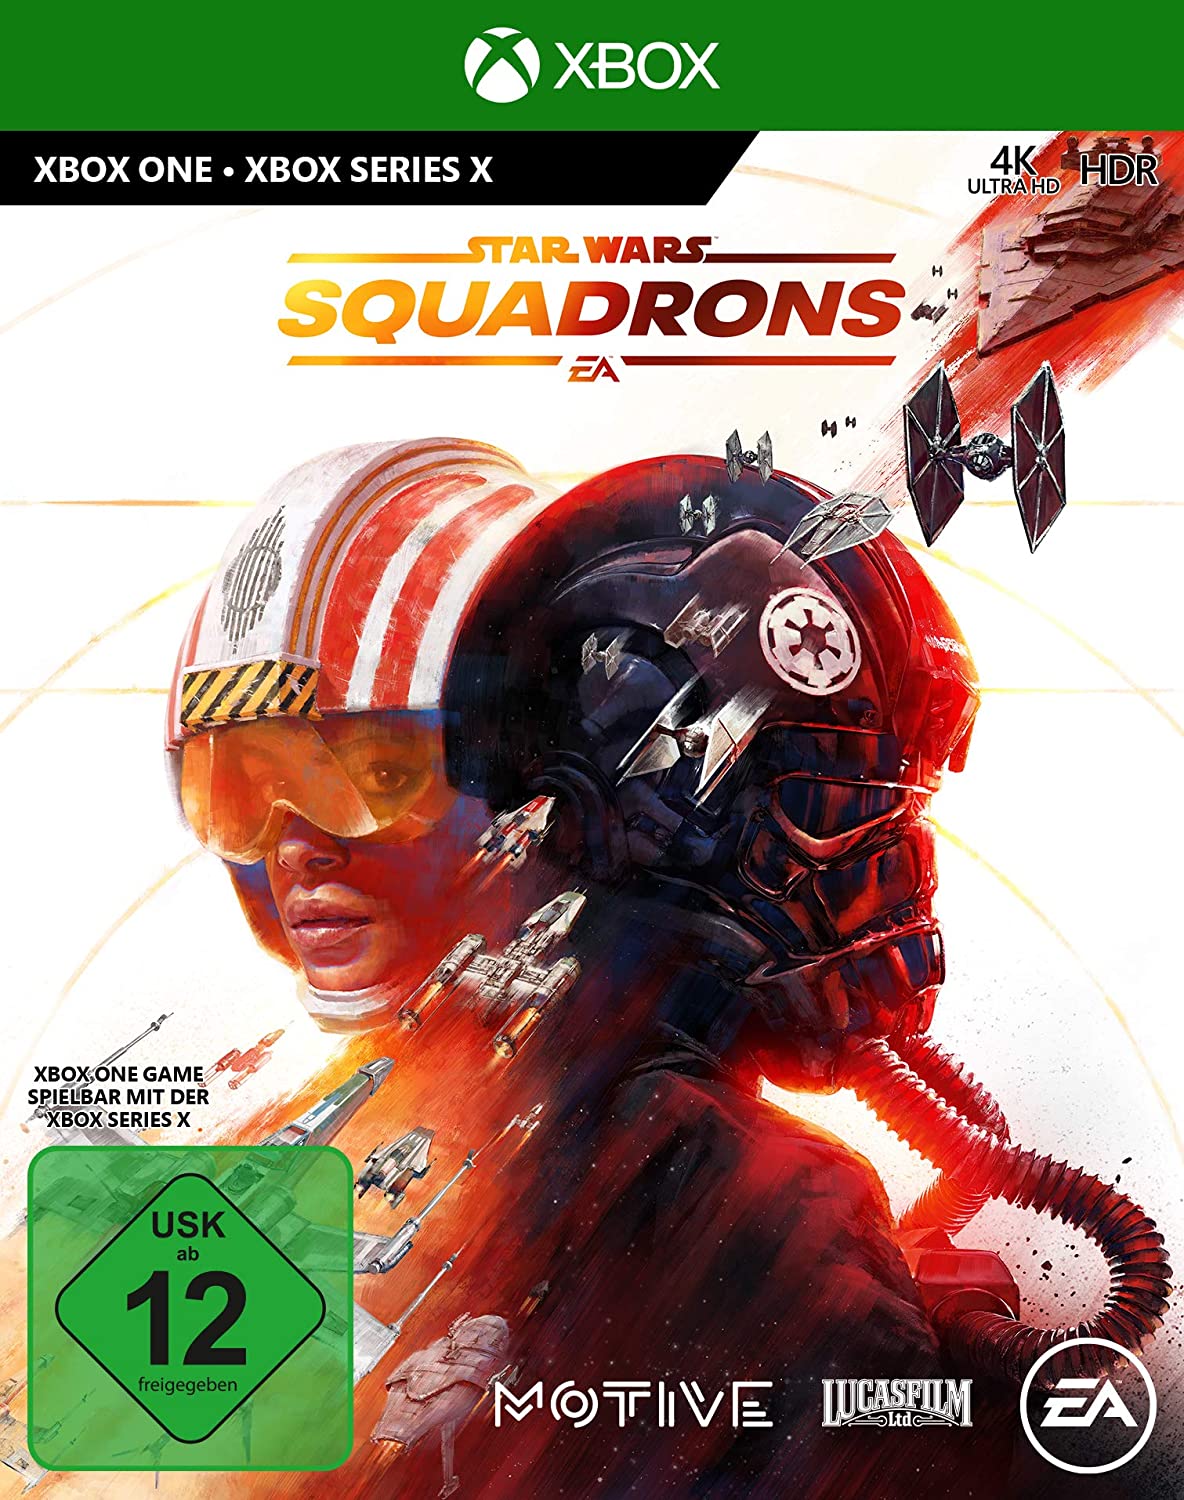 XBOX
XBOX ONE • XBOX SERIES X
4K
ULTRA HD
HDR
STAR WARS™
SQUADRONS
EA
XBOX ONE GAME
SPIELBAR MIT DER
XBOX SERIES X
USK
ab
12
freigegeben
MOTIVE
LUCASFILM
Ltd
EA